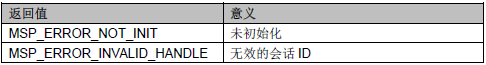 返回值 意义
MSP_ERROR_NOT_INIT 未初始化
MSP_ERROR_INVALID_HANDLE 无效的会话 ID